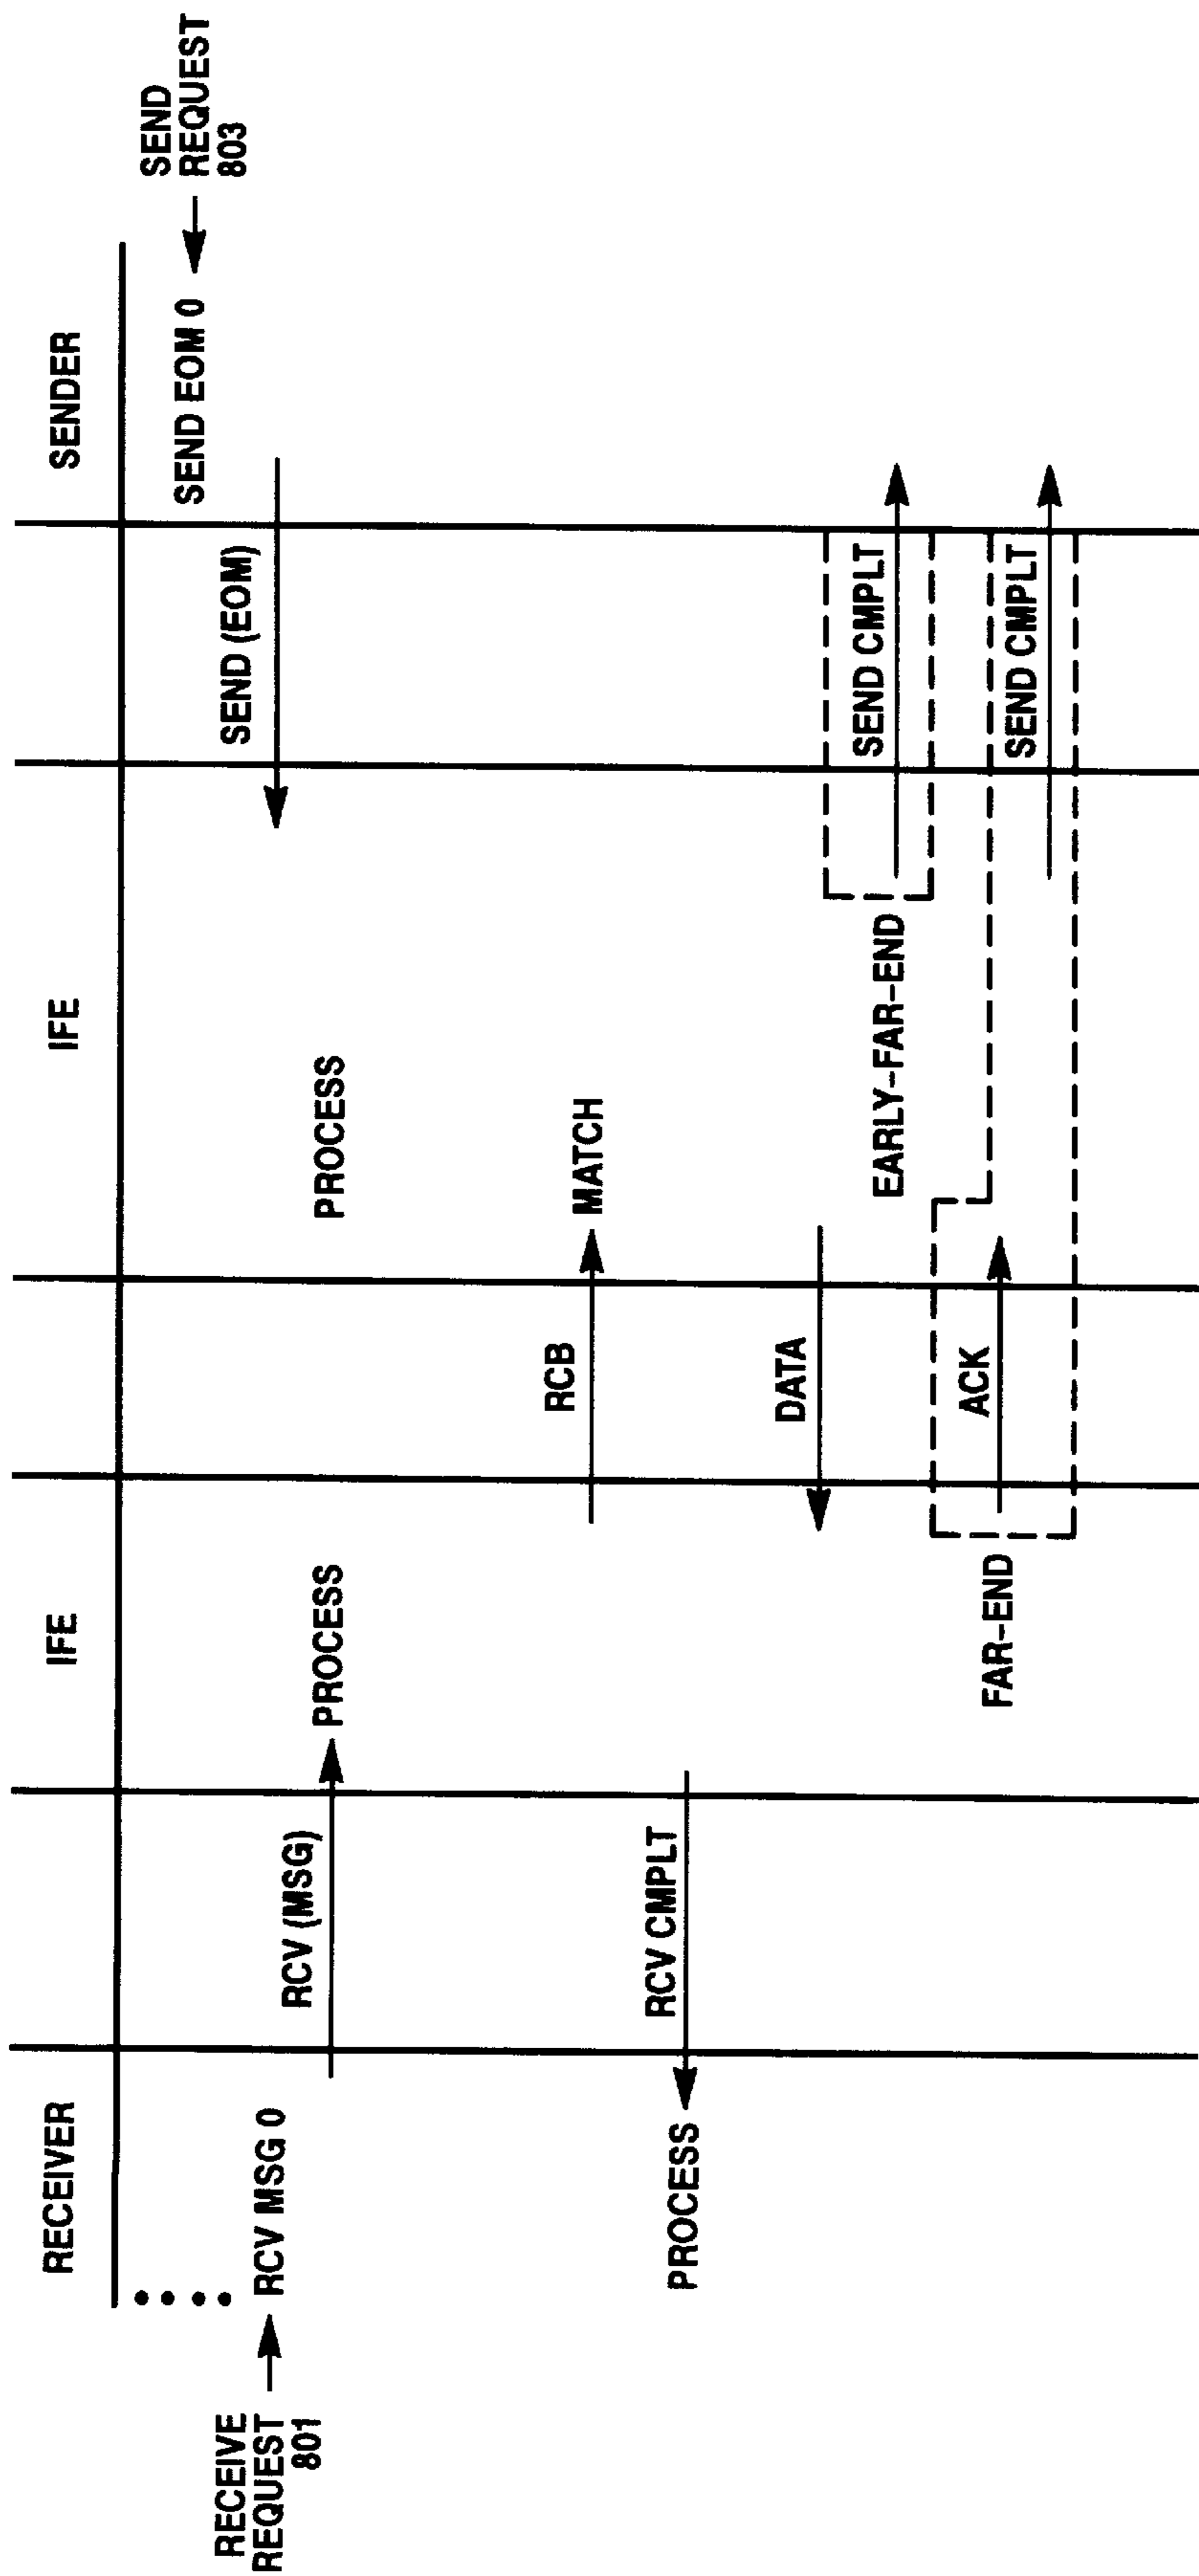 RECEIVER
IFE
IFE
SENDER
SEND
REQUEST
803
SEND EOM 0
SEND (EOM)
RECEIVE
REQUEST
801
RCV MSG 0
RCV (MSG)
PROCESS
PROCESS
RCB
MATCH
PROCESS
RCV CMPLT
DATA
EARLY-FAR-END
SEND CMPLT
FAR-END
ACK
SEND CMPLT